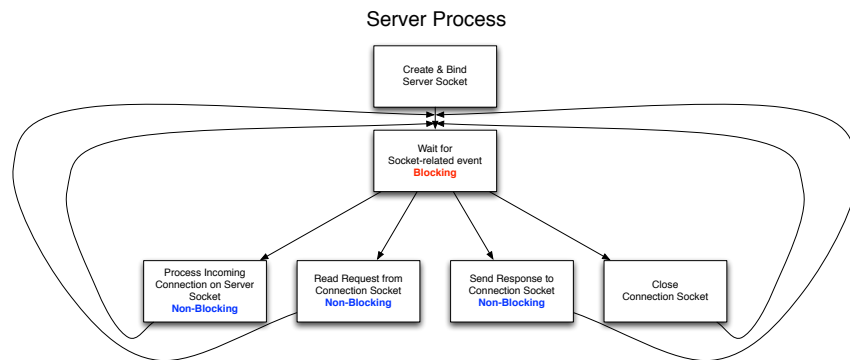 Server Process
Create & Bind
Server Socket
Wait for
Socket-related event
Blocking
Process Incoming
Connection on Server
Socket
Non-Blocking
Read Request from
Connection Socket
Non-Blocking
Send Response to
Connection Socket
Non-Blocking
Close
Connection Socket